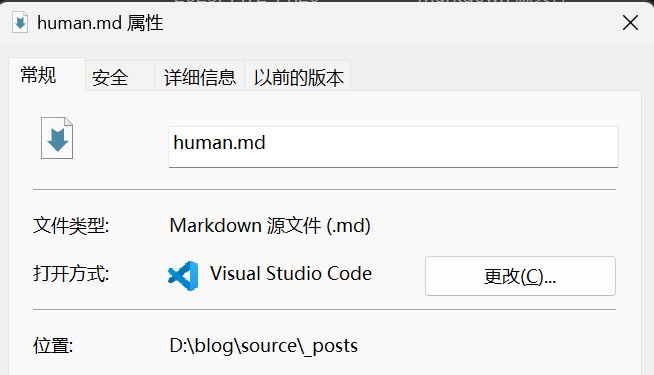 human.md 属性
常规 安全 详细信息 以前的版本
human.md
文件类型: Markdown 源文件 (.md)
打开方式: Visual Studio Code 更改(C)...
位置: D:\blog\source\_posts